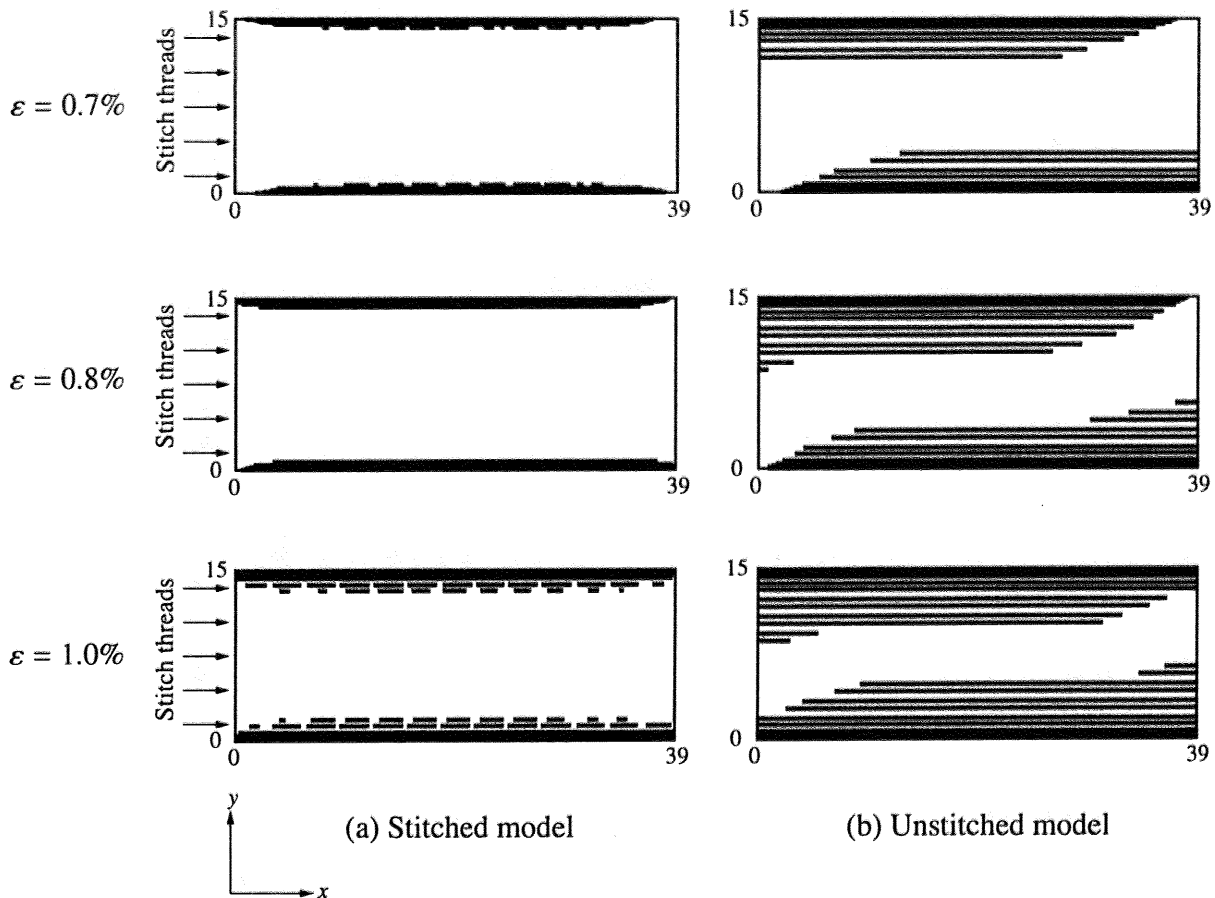 ε = 0.7%
Stitch threads
15
0
0
39
15
0
0
39
ε = 0.8%
Stitch threads
15
0
0
39
15
0
0
39
ε = 1.0%
Stitch threads
15
0
0
39
15
0
0
39
y
x
(a) Stitched model
(b) Unstitched model